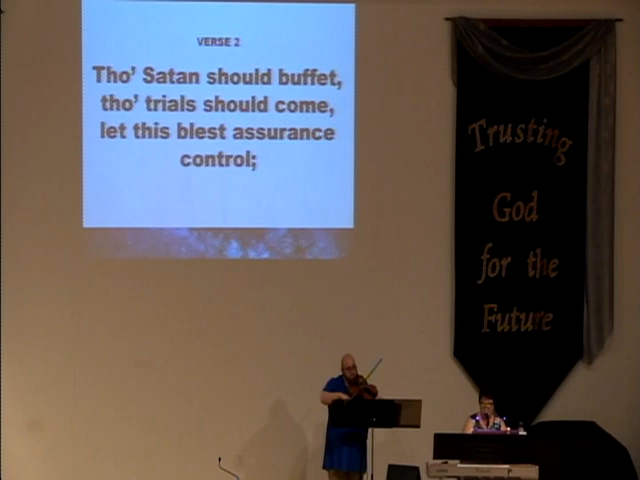 VERSE 2
Tho' Satan should buffet,
tho' trials should come,
let this blest assurance
control;
Trusting
God
for the
Future